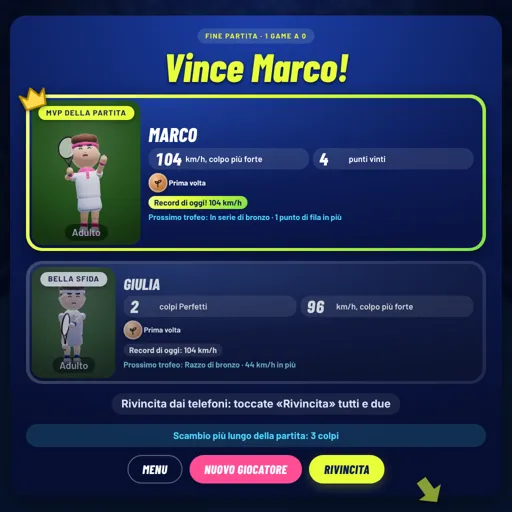 FINE PARTITA · 1 GAME A 0
Vince Marco!
MVP DELLA PARTITA
MARCO
104 km/h, colpo più forte
4 punti vinti
Prima volta
Record di oggi! 104 km/h
Prossimo trofeo: In serie di bronzo · 1 punto di fila in più
Adulto
BELLA SFIDA
GIULIA
2 colpi Perfetti
96 km/h, colpo più forte
Prima volta
Record di oggi: 104 km/h
Prossimo trofeo: Razzo di bronzo · 44 km/h in più
Adulto
Rivincita dai telefoni: toccate «Rivincita» tutti e due
Scambio più lungo della partita: 3 colpi
MENU
NUOVO GIOCATORE
RIVINCITA